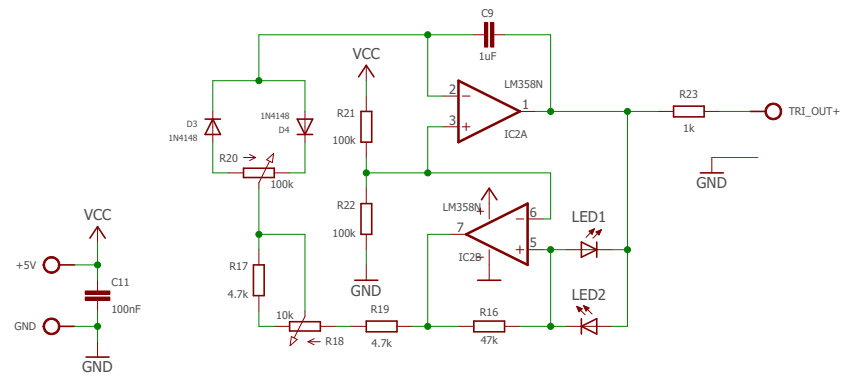 C9
1uF
VCC
LM358N
2
3
1
IC2A
R23
1k
TRI_OUT+
GND
D3
1N4148
1N4148
D4
R21
100k
R20
100k
R22
100k
GND
LM358N
7
6
5
+
IC2B
LED1
LED2
VCC
+5V
C11
100nF
GND
GND
R17
4.7k
10k
R18
R19
4.7k
R16
47k